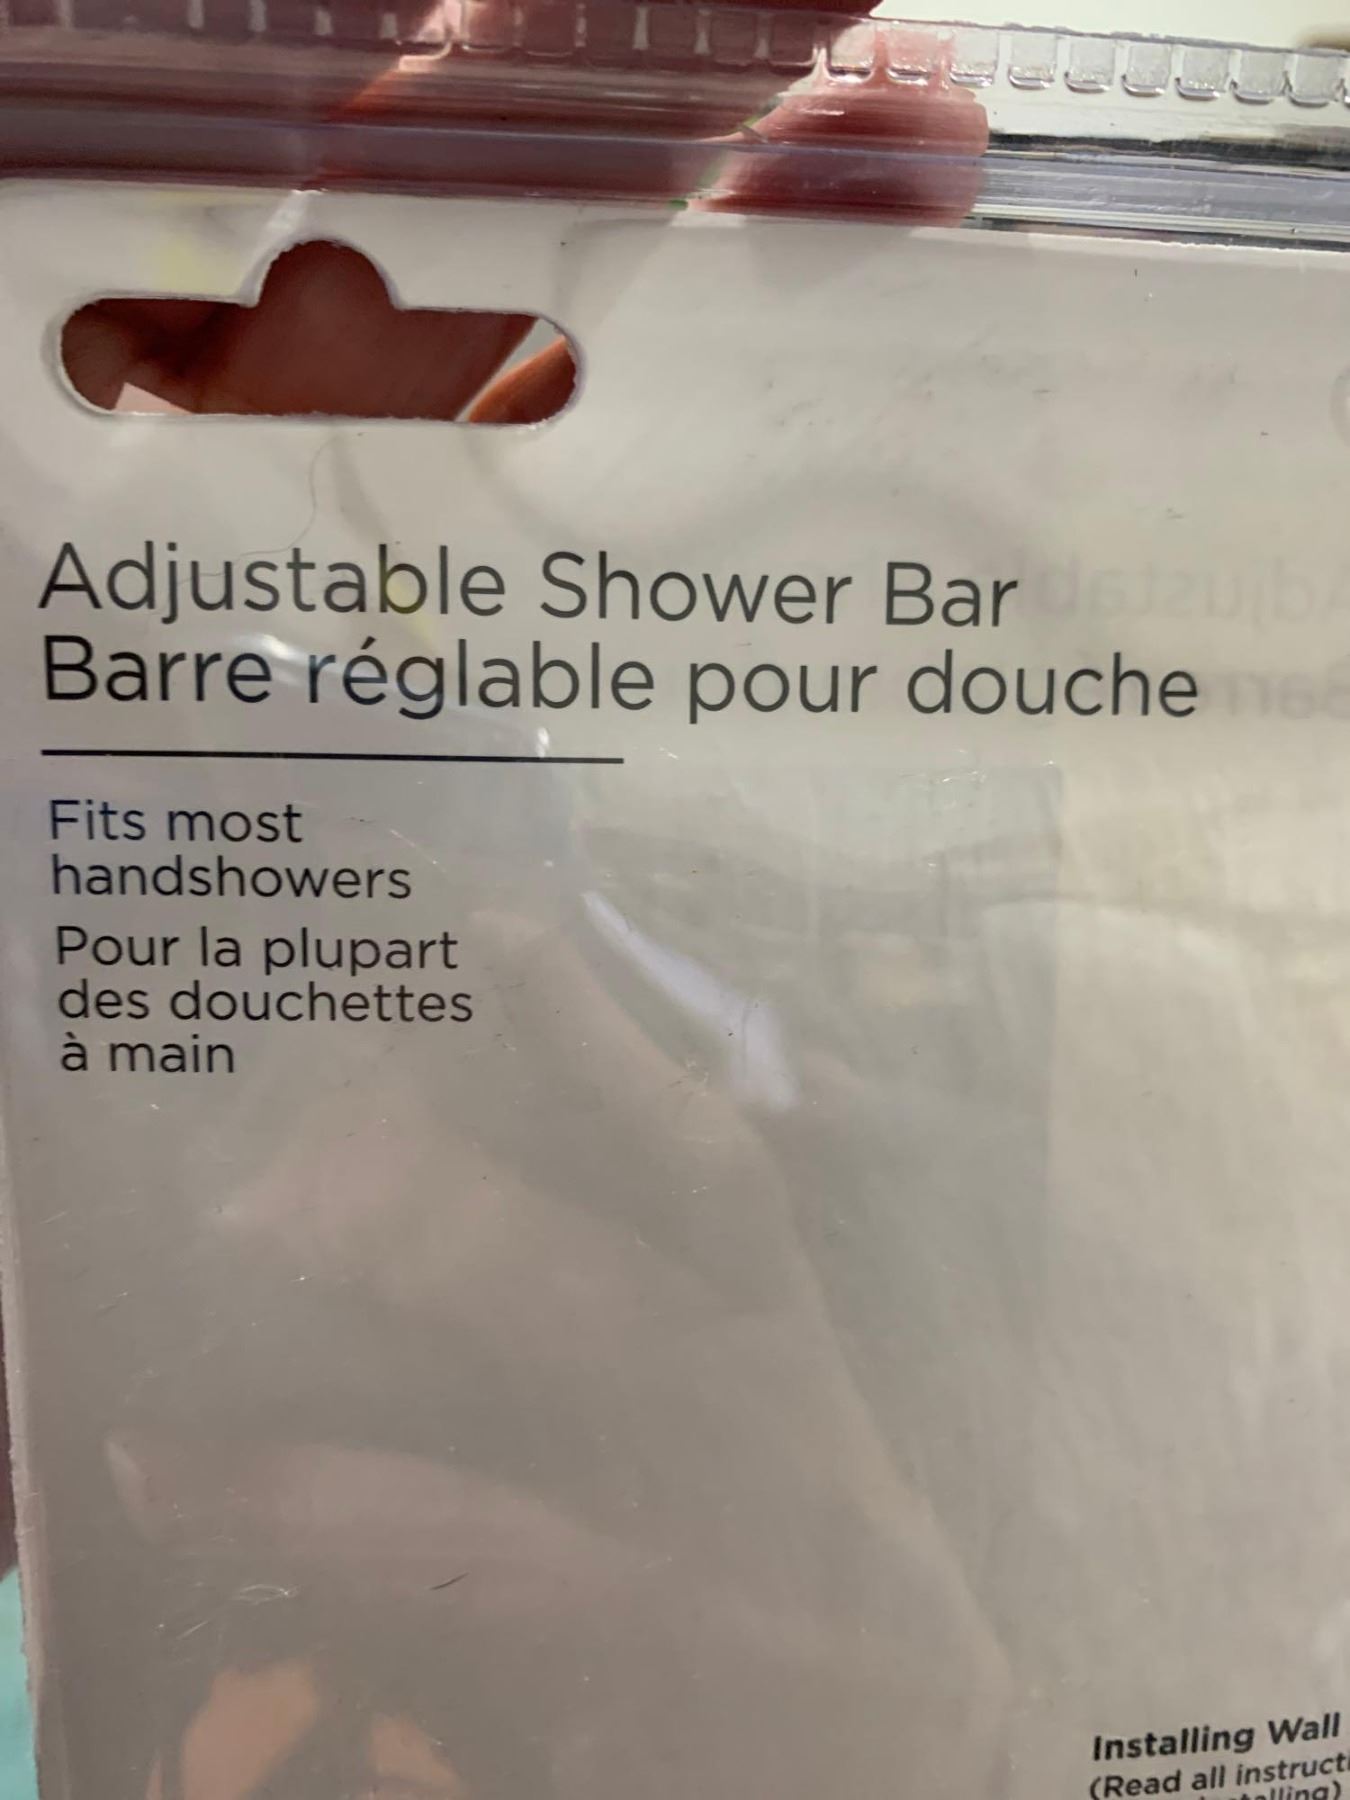 Adjustable Shower Bar
Barre réglable pour douche
Fits most
handshowers
Pour la plupart
des douchettes
à main
Installing Wall
(Read all